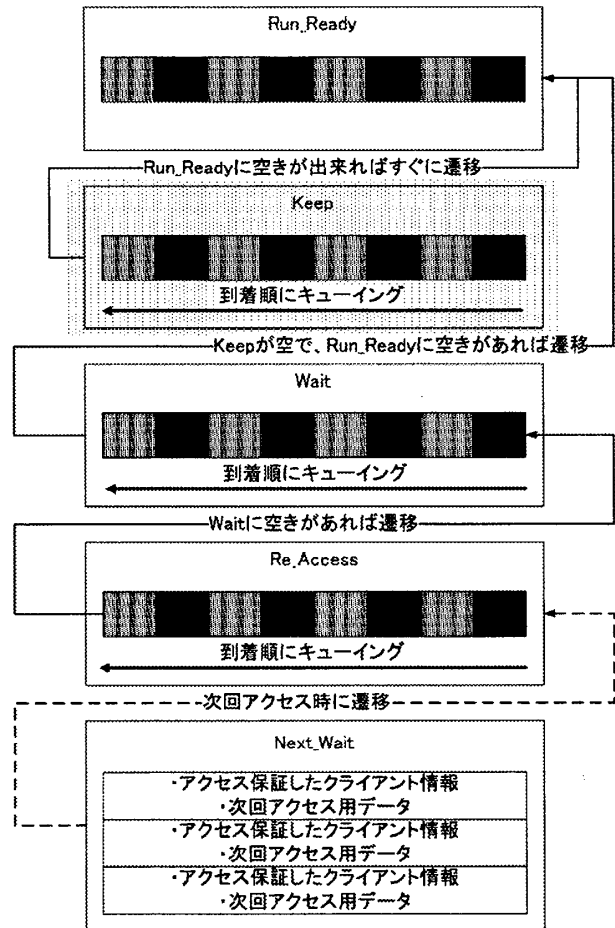 Run_Ready
Run_Readyに空きが出来ればすぐに遷移
Keep
到着順にキューイング
Keepが空で、Run_Readyに空きがあれば遷移
Wait
到着順にキューイング
Waitに空きがあれば遷移
Re_Access
到着順にキューイング
次回アクセス時に遷移
Next_Wait
・アクセス保証したクライアント情報
・次回アクセス用データ
・アクセス保証したクライアント情報
・次回アクセス用データ
・アクセス保証したクライアント情報
・次回アクセス用データ